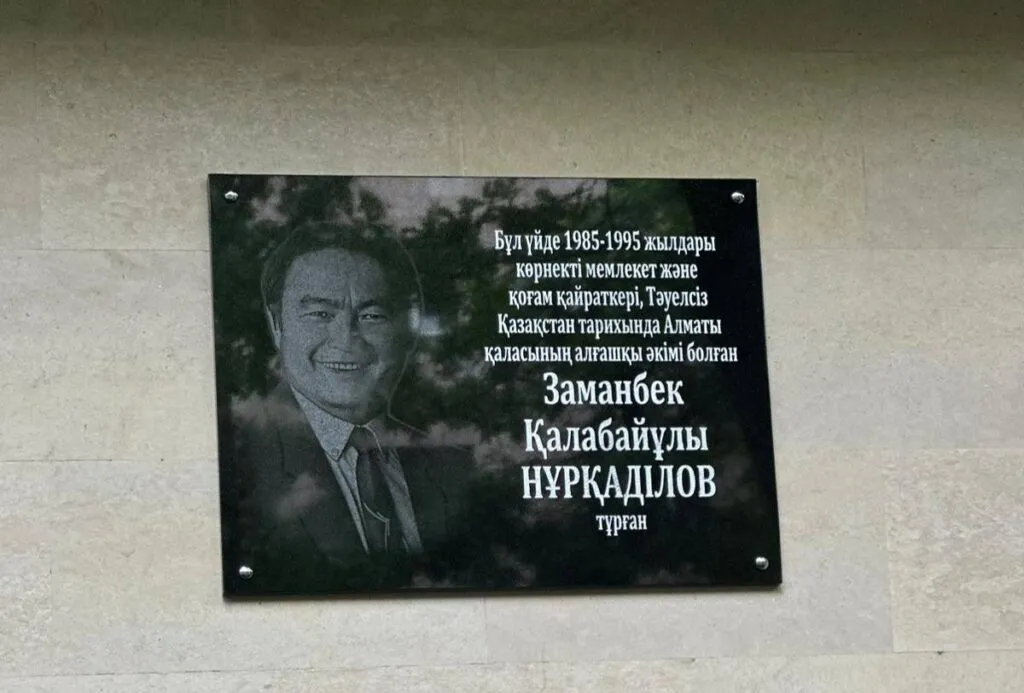 Бұл үйде 1985-1995 жылдары
көрнекті мемлекет және
қоғам қайраткері, Тәуелсіз
Қазақстан тарихында Алматы
қаласының алғашқы әкімі болған
Заманбек
Қалабайұлы
НҰРҚАДІЛОВ
тұрған